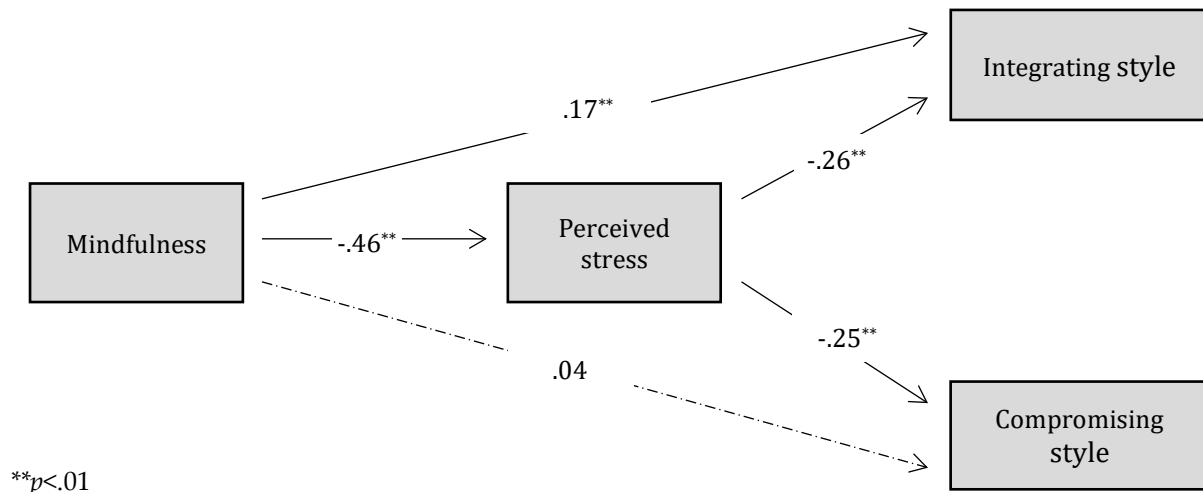 Integrating style
.17**
-.26**
Mindfulness
-.46**
Perceived
stress
-.25**
.04
Compromising
style
**p<.01